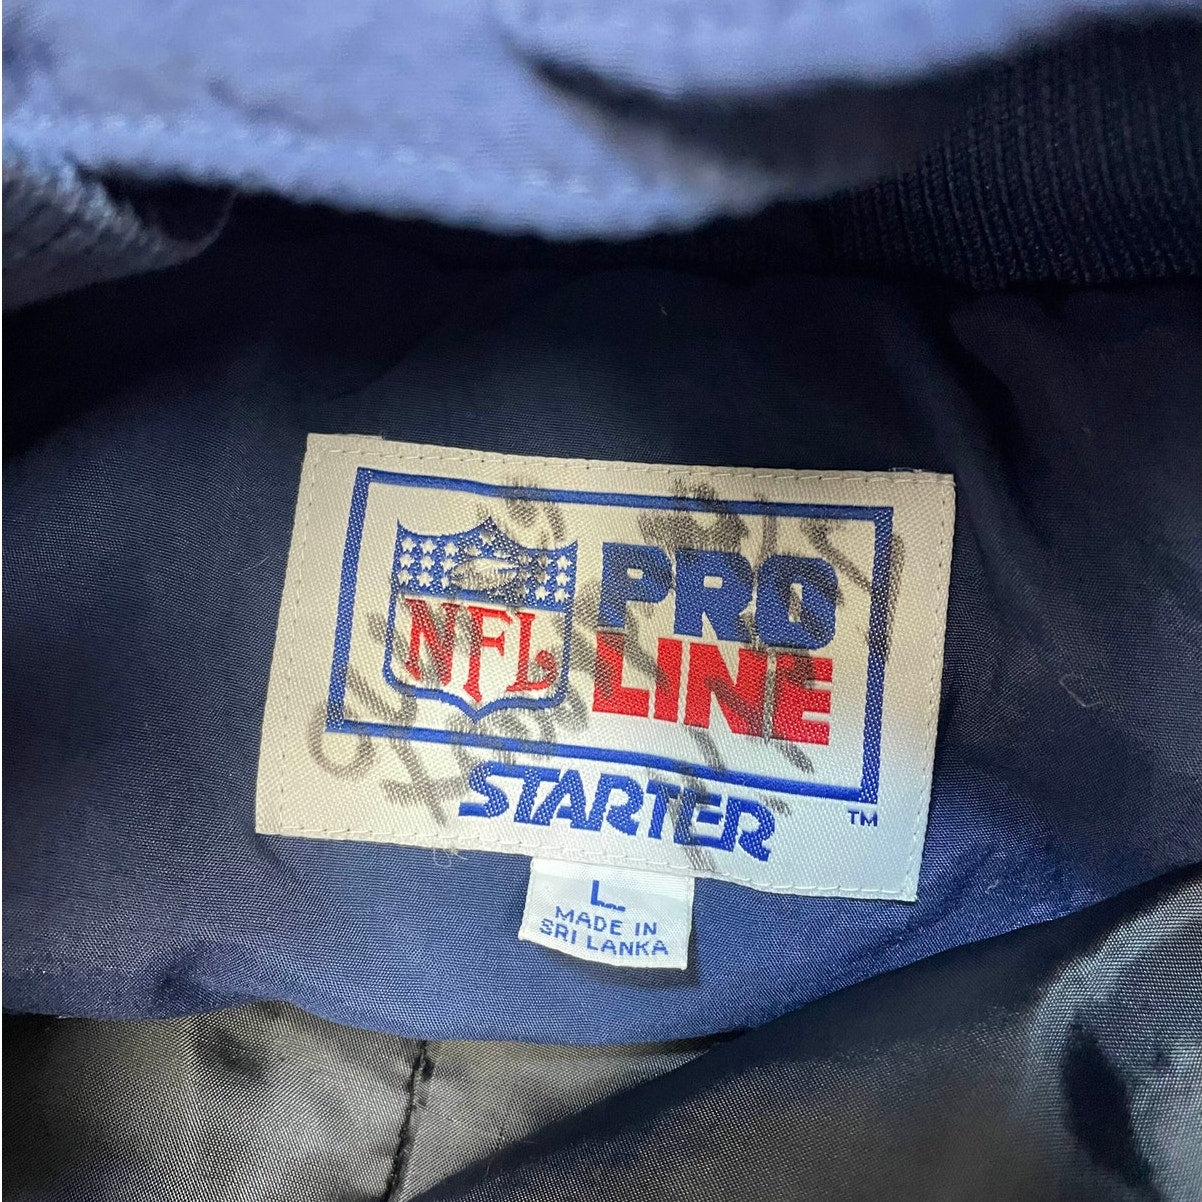 NFL
PRO
LINE
STARTER
TM
L
MADE IN
SRI LANKA